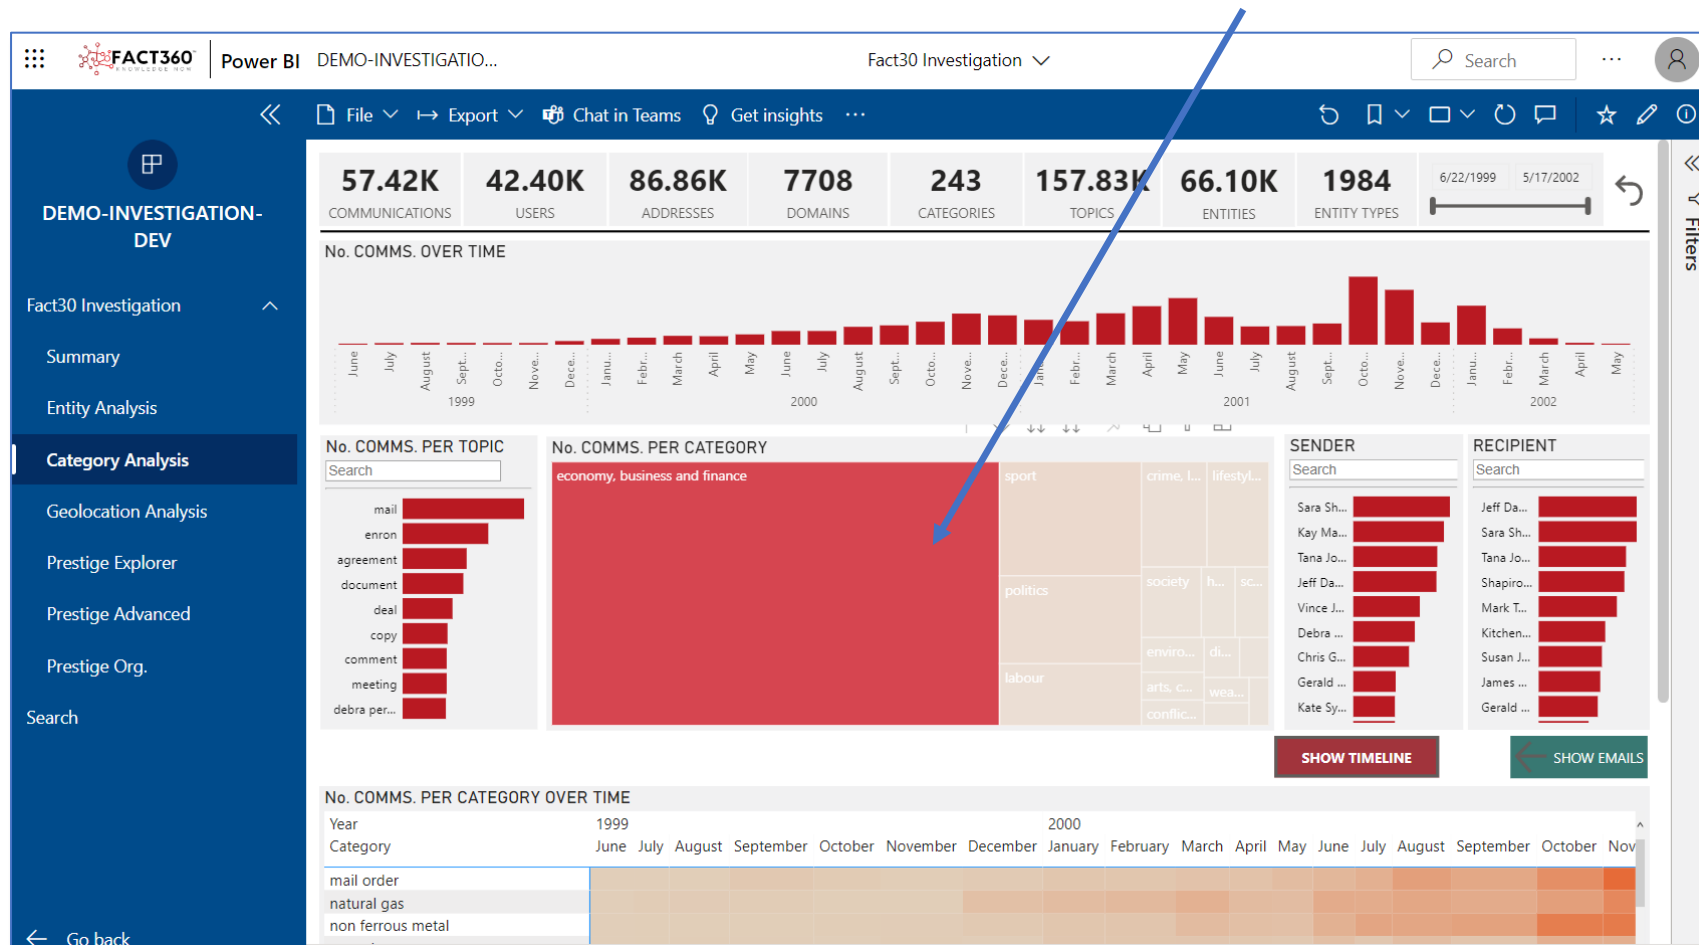 FACT360
KNOWLEDGE NOW
Power BI
DEMO-INVESTIGATIO...
Fact30 Investigation
Search
File
Export
Chat in Teams
Get insights
DEMO-INVESTIGATION-
DEV
Fact30 Investigation
Summary
Entity Analysis
Category Analysis
Geolocation Analysis
Prestige Explorer
Prestige Advanced
Prestige Org.
Search
Go back
57.42K
COMMUNICATIONS
42.40K
USERS
86.86K
ADDRESSES
7708
DOMAINS
243
CATEGORIES
157.83K
TOPICS
66.10K
ENTITIES
1984
ENTITY TYPES
6/22/1999
5/17/2002
Filters
No. COMMS. OVER TIME
June July August Sept... Octo... Nove... Dece... Janu... Febr... March April May June July August Sept... Octo... Nove... Dece... Janu... Febr... March April May June July August Sept... Octo... Nove... Dece... Janu... Febr... March April May
1999 2000 2001 2002
No. COMMS. PER TOPIC
Search
mail
enron
agreement
document
deal
copy
comment
meeting
debra per...
No. COMMS. PER CATEGORY
economy, business and finance
sport
politics
labour
crime, l...
lifestyl...
society
h...
sc...
enviro...
di...
arts, c...
wea...
conflic...
SENDER
Search
Sara Sh...
Kay Ma...
Tana Jo...
Jeff Da...
Vince J...
Debra ...
Chris G...
Gerald ...
Kate Sy...
RECIPIENT
Search
Jeff Da...
Sara Sh...
Tana Jo...
Shapiro...
Mark T...
Kitchen...
Susan J...
James ...
Gerald ...
SHOW TIMELINE
SHOW EMAILS
No. COMMS. PER CATEGORY OVER TIME
Year 1999 2000
Category June July August September October November December January February March April May June July August September October Nov
mail order
natural gas
non ferrous metal